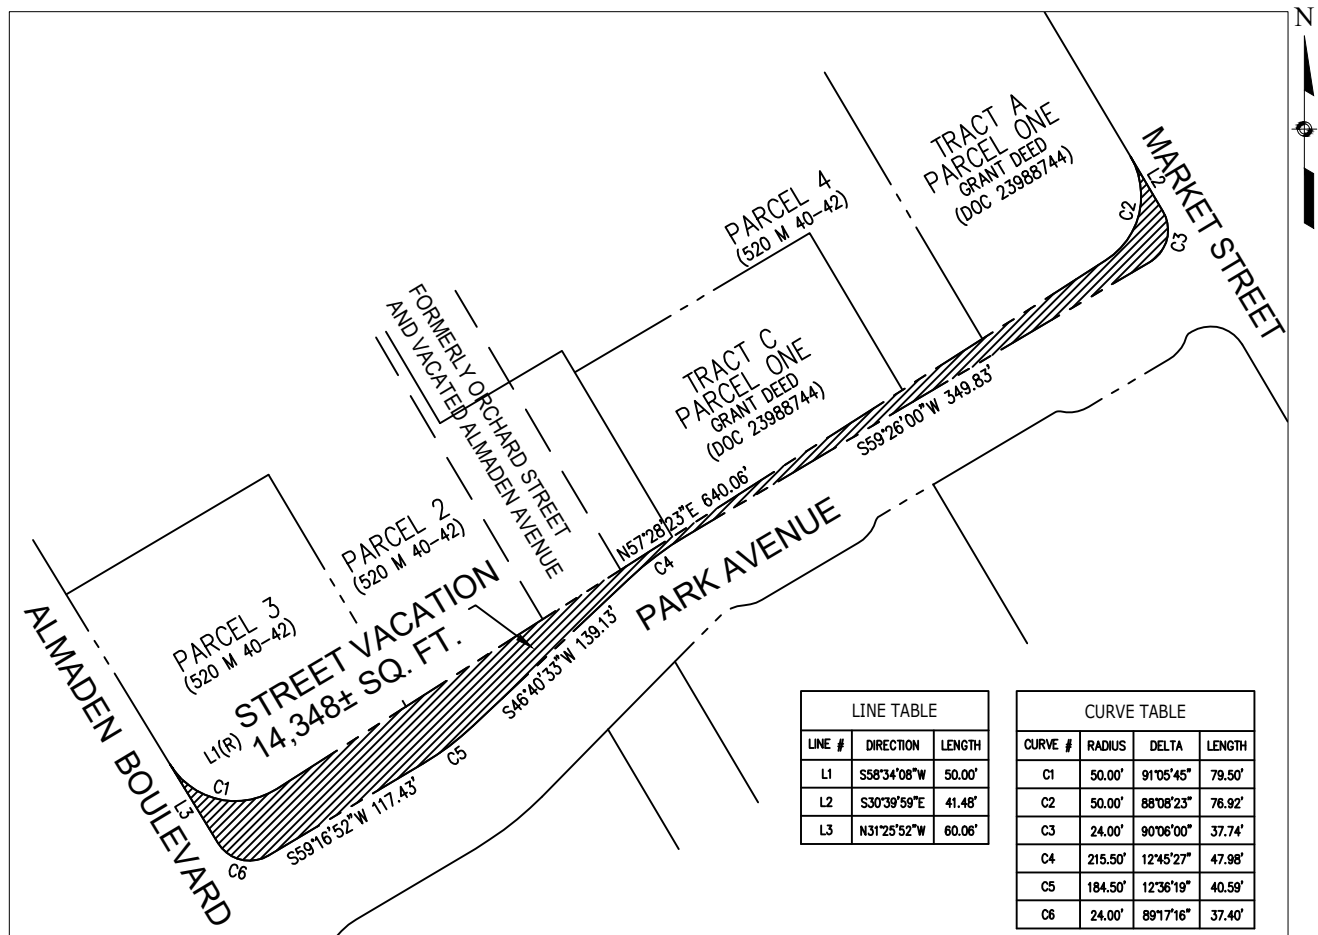 N
TRACT A
PARCEL ONE
GRANT DEED
(DOC 23988744)
MARKET STREET
L2
C2
C3
PARCEL 4
(520 M 40-42)
FORMERLY ORCHARD STREET
AND VACATED ALMADEN AVENUE
TRACT C
PARCEL ONE
GRANT DEED
(DOC 23988744)
S59°26'00"W 349.83'
N57°28'23"E 640.06'
C4
PARK AVENUE
PARCEL 2
(520 M 40-42)
PARCEL 3
(520 M 40-42)
STREET VACATION
14,348± SQ. FT.
S46°40'33"W 139.13'
L1(R)
C1
C5
L3
S59°16'52"W 117.43'
C6
ALMADEN BOULEVARD
LINE TABLE
LINE # DIRECTION LENGTH
L1 S58°34'08"W 50.00'
L2 S30°39'59"E 41.48'
L3 N31°25'52"W 60.06'
CURVE TABLE
CURVE # RADIUS DELTA LENGTH
C1 50.00' 91°05'45" 79.50'
C2 50.00' 88°08'23" 76.92'
C3 24.00' 90°06'00" 37.74'
C4 215.50' 12°45'27" 47.98'
C5 184.50' 12°36'19" 40.59'
C6 24.00' 89°17'16" 37.40'